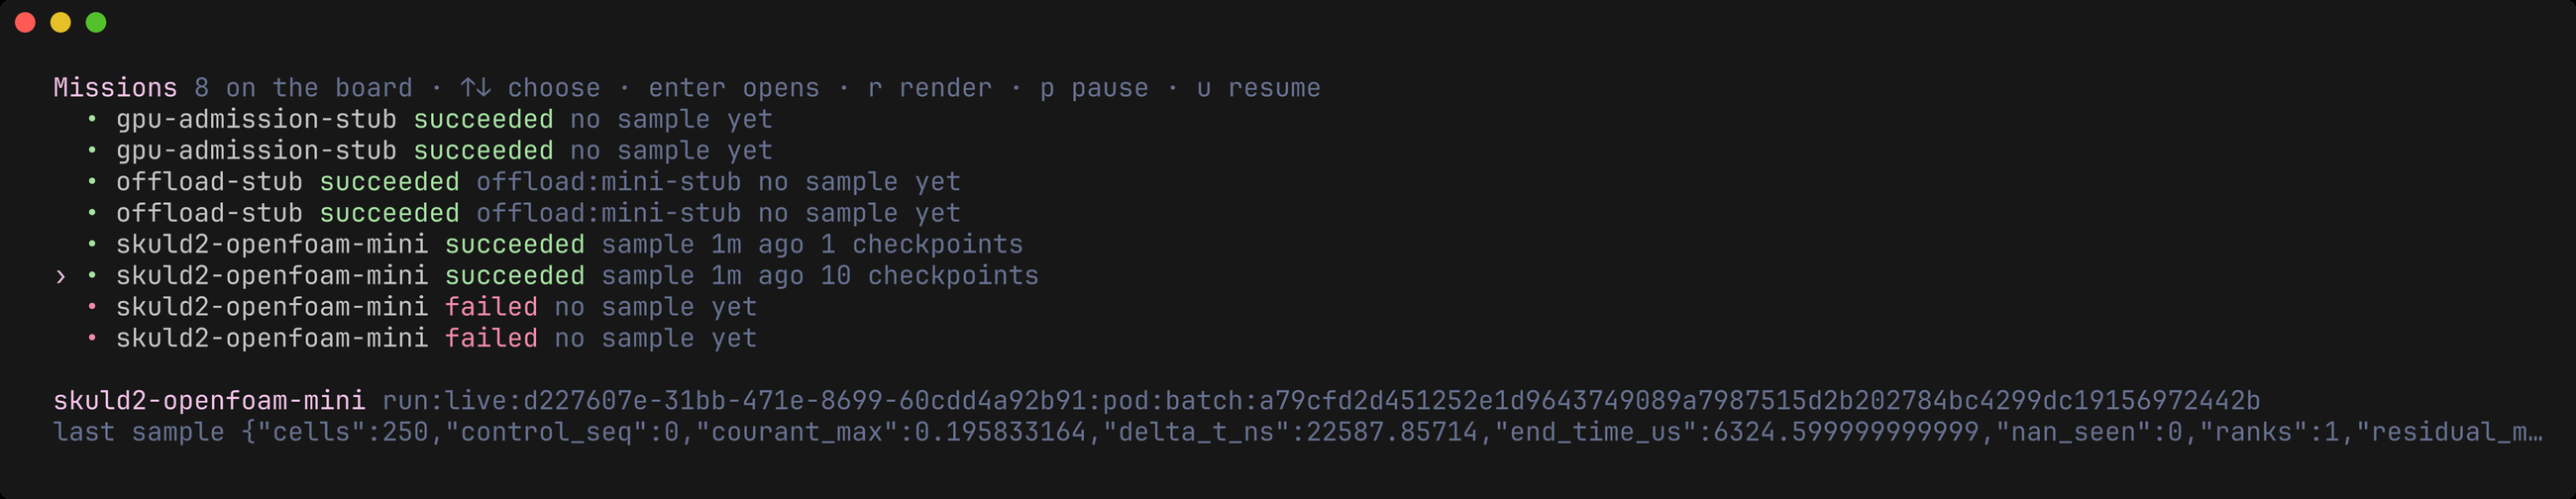 Missions 8 on the board · ↑↓ choose · enter opens · r render · p pause · u resume
• gpu-admission-stub succeeded no sample yet
• gpu-admission-stub succeeded no sample yet
• offload-stub succeeded offload:mini-stub no sample yet
• offload-stub succeeded offload:mini-stub no sample yet
• skuld2-openfoam-mini succeeded sample 1m ago 1 checkpoints
› • skuld2-openfoam-mini succeeded sample 1m ago 10 checkpoints
• skuld2-openfoam-mini failed no sample yet
• skuld2-openfoam-mini failed no sample yet
skuld2-openfoam-mini run:live:d227607e-31bb-471e-8699-60cdd4a92b91:pod:batch:a79cfd2d451252e1d9643749089a7987515d2b202784bc4299dc19156972442b
last sample {"cells":250,"control_seq":0,"courant_max":0.195833164,"delta_t_ns":22587.85714,"end_time_us":6324.599999999999,"nan_seen":0,"ranks":1,"residual_m…